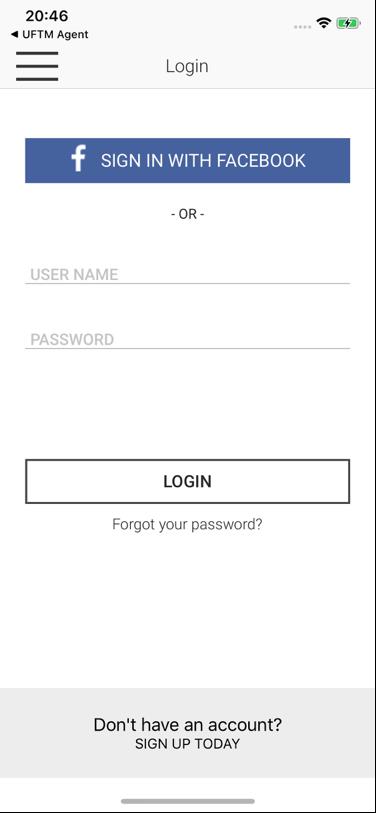 20:46
◀ UFTM Agent
Login
f SIGN IN WITH FACEBOOK
- OR -
USER NAME
PASSWORD
LOGIN
Forgot your password?
Don't have an account?
SIGN UP TODAY